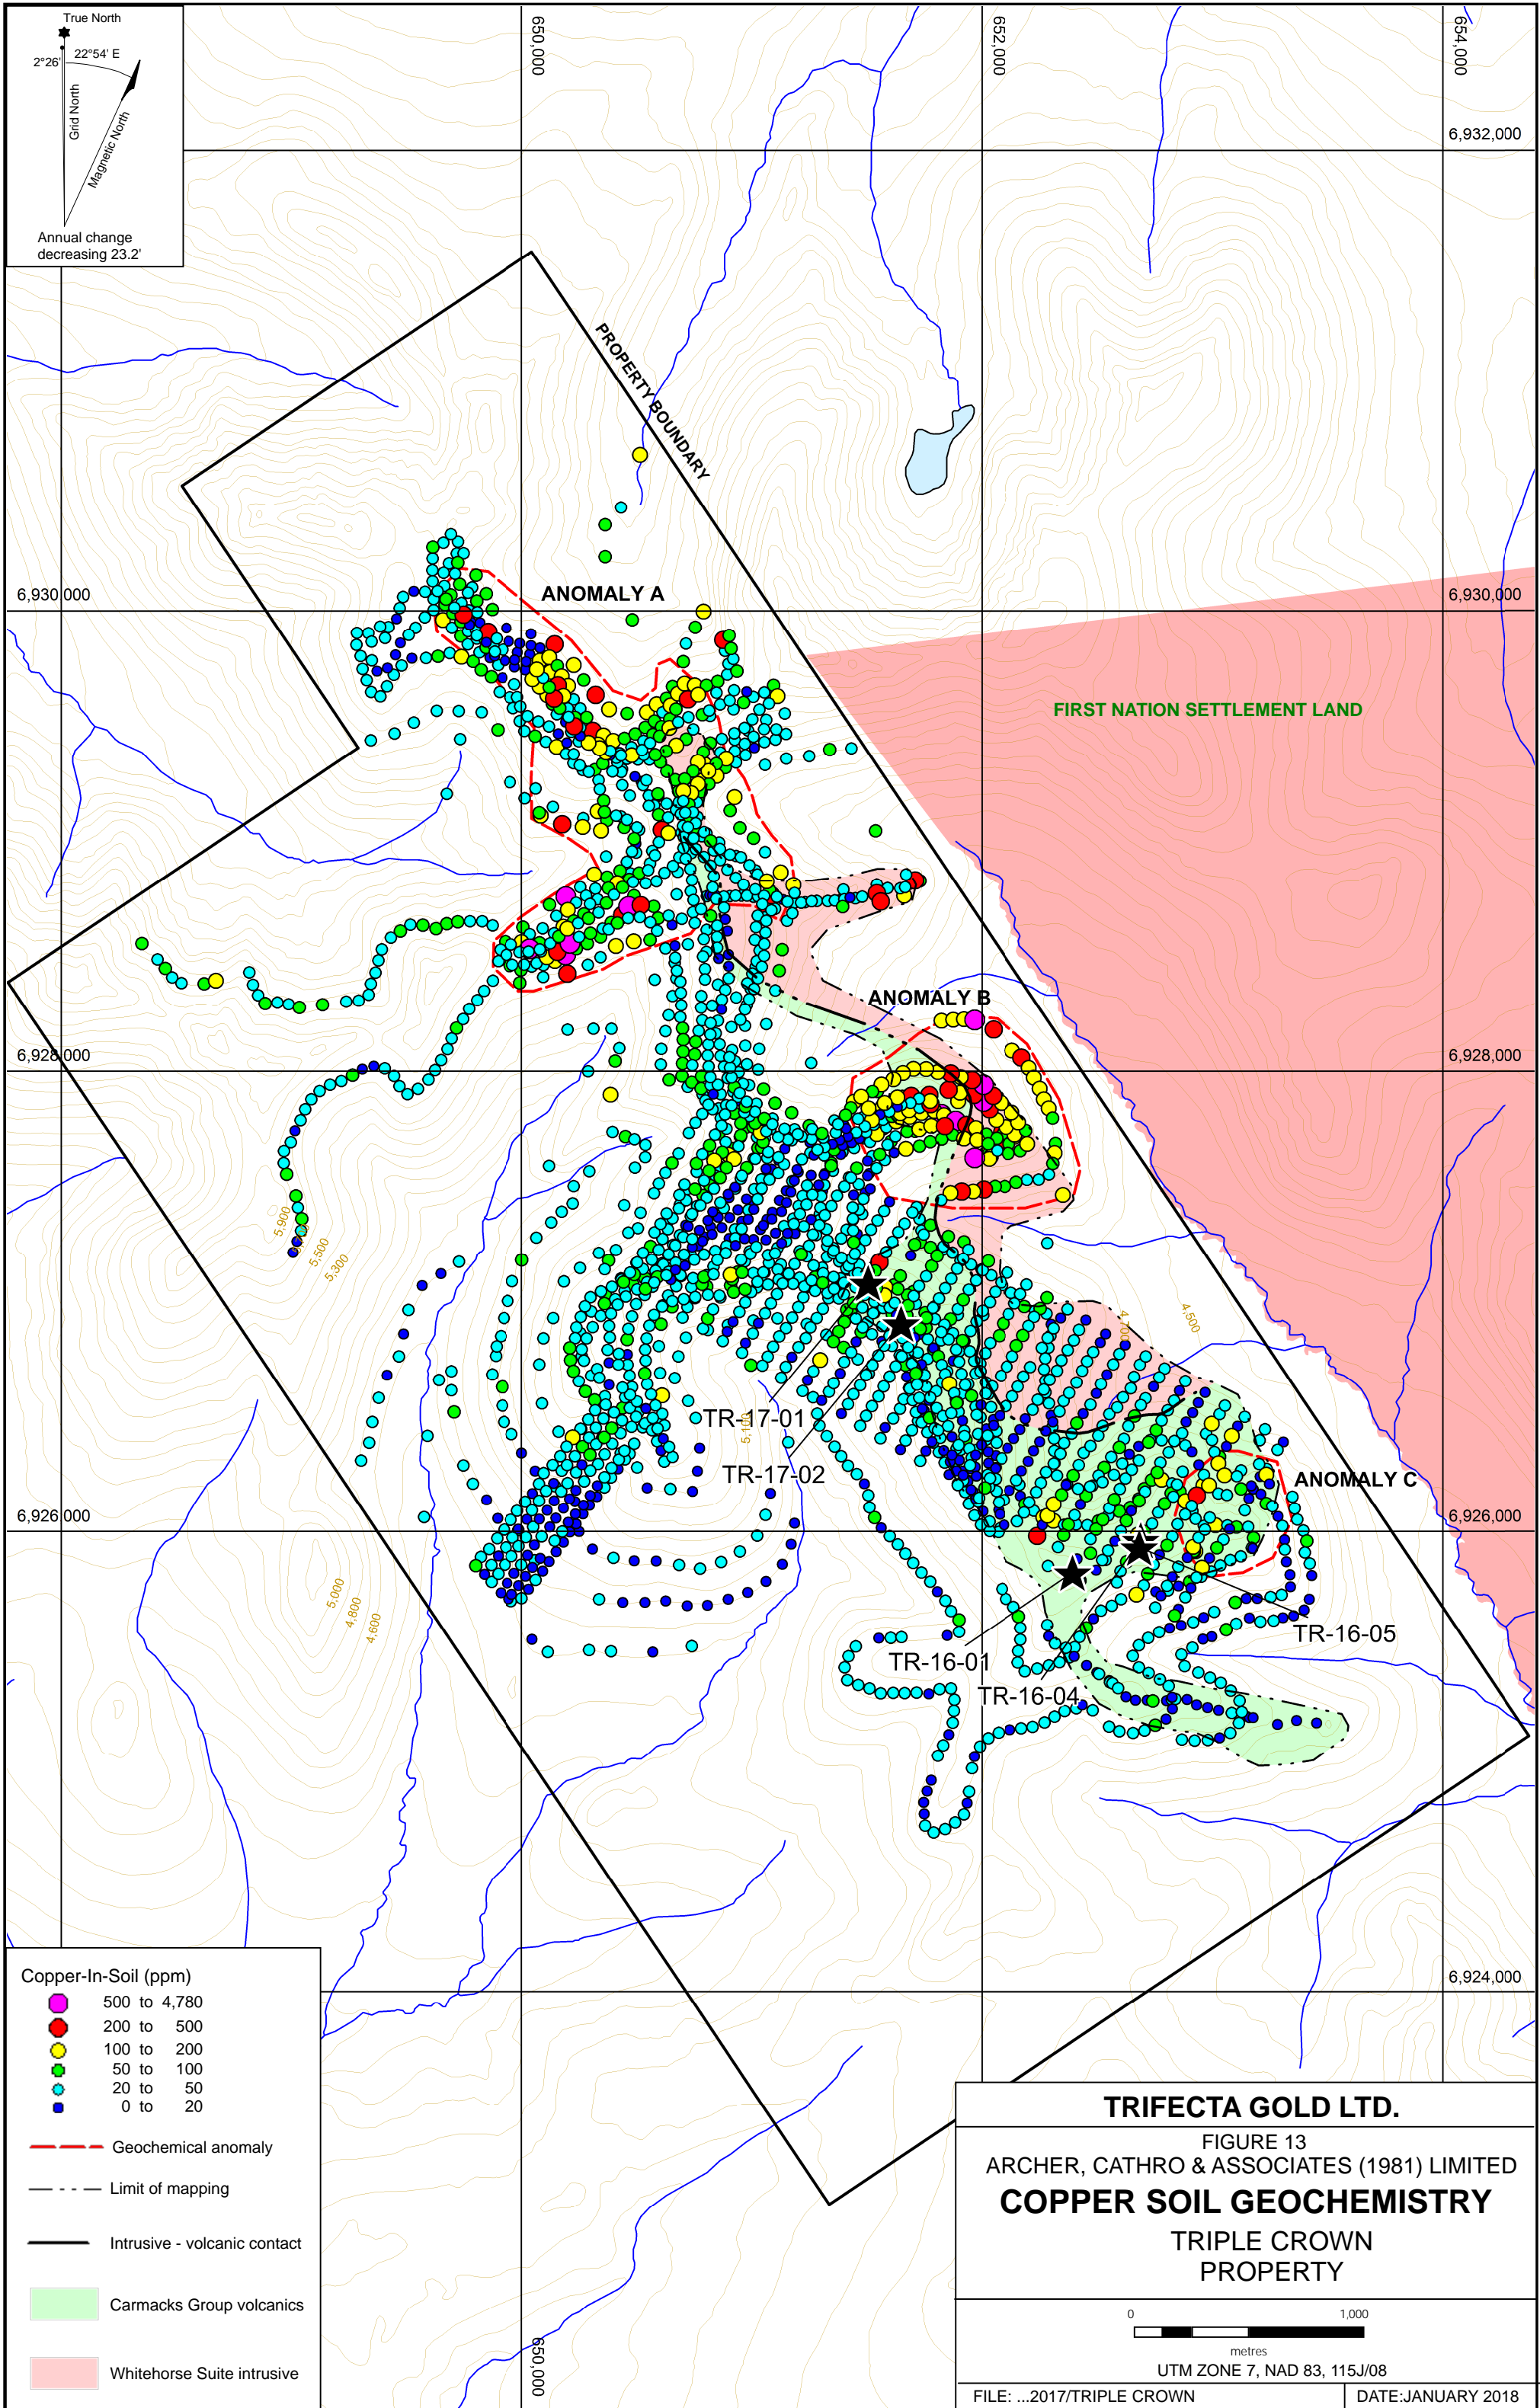 True North
2°26'
22°54' E
Grid North
Magnetic North
Annual change
decreasing 23.2'
650,000
652,000
654,000
6,932,000
PROPERTY BOUNDARY
ANOMALY A
6,930,000
6,930,000
FIRST NATION SETTLEMENT LAND
ANOMALY B
6,928,000
6,928,000
5,900
5,500
5,300
4,700
4,500
TR-17-01
5,100
TR-17-02
ANOMALY C
6,926,000
6,926,000
5,000
4,800
4,600
TR-16-05
TR-16-01
TR-16-04
6,924,000
650,000
Copper-In-Soil (ppm)
500 to 4,780
200 to 500
100 to 200
50 to 100
20 to 50
0 to 20
Geochemical anomaly
Limit of mapping
Intrusive - volcanic contact
Carmacks Group volcanics
Whitehorse Suite intrusive
TRIFECTA GOLD LTD.
FIGURE 13
ARCHER, CATHRO & ASSOCIATES (1981) LIMITED
COPPER SOIL GEOCHEMISTRY
TRIPLE CROWN
PROPERTY
0 1,000
metres
UTM ZONE 7, NAD 83, 115J/08
FILE: ...2017/TRIPLE CROWN
DATE:JANUARY 2018